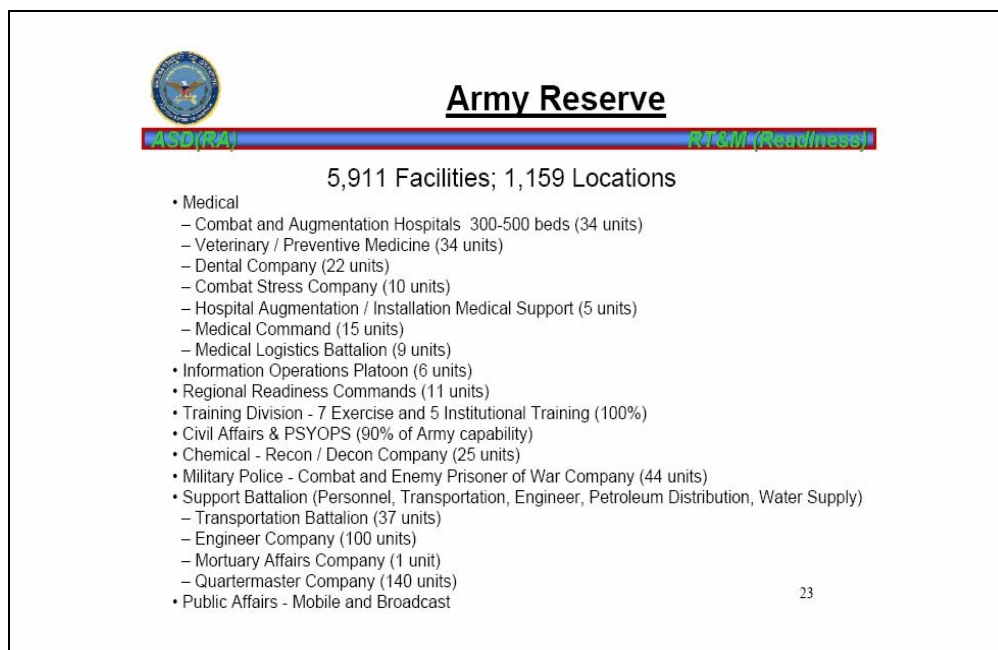 Army Reserve
ASD(RA) RT&M (Readiness)
5,911 Facilities; 1,159 Locations
• Medical
– Combat and Augmentation Hospitals 300-500 beds (34 units)
– Veterinary / Preventive Medicine (34 units)
– Dental Company (22 units)
– Combat Stress Company (10 units)
– Hospital Augmentation / Installation Medical Support (5 units)
– Medical Command (15 units)
– Medical Logistics Battalion (9 units)
• Information Operations Platoon (6 units)
• Regional Readiness Commands (11 units)
• Training Division - 7 Exercise and 5 Institutional Training (100%)
• Civil Affairs & PSYOPS (90% of Army capability)
• Chemical - Recon / Decon Company (25 units)
• Military Police - Combat and Enemy Prisoner of War Company (44 units)
• Support Battalion (Personnel, Transportation, Engineer, Petroleum Distribution, Water Supply)
– Transportation Battalion (37 units)
– Engineer Company (100 units)
– Mortuary Affairs Company (1 unit)
– Quartermaster Company (140 units)
• Public Affairs - Mobile and Broadcast
23